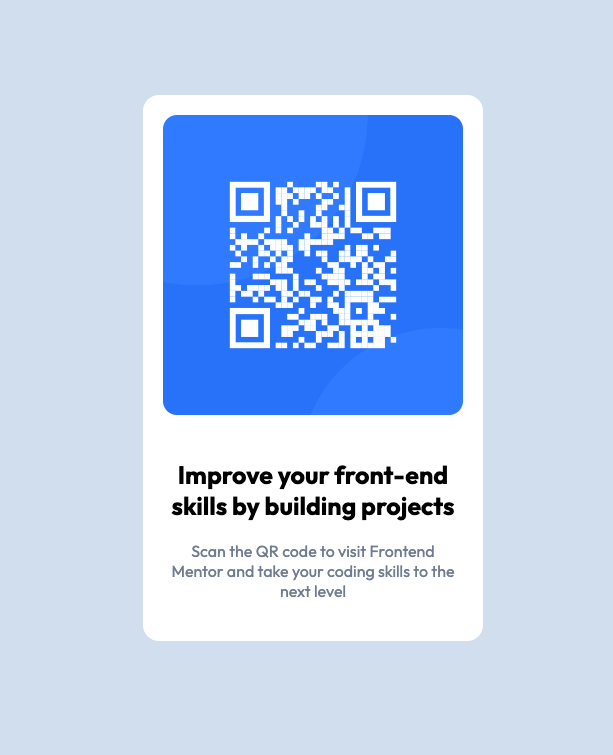 Improve your front-end
skills by building projects
Scan the QR code to visit Frontend
Mentor and take your coding skills to the
next level